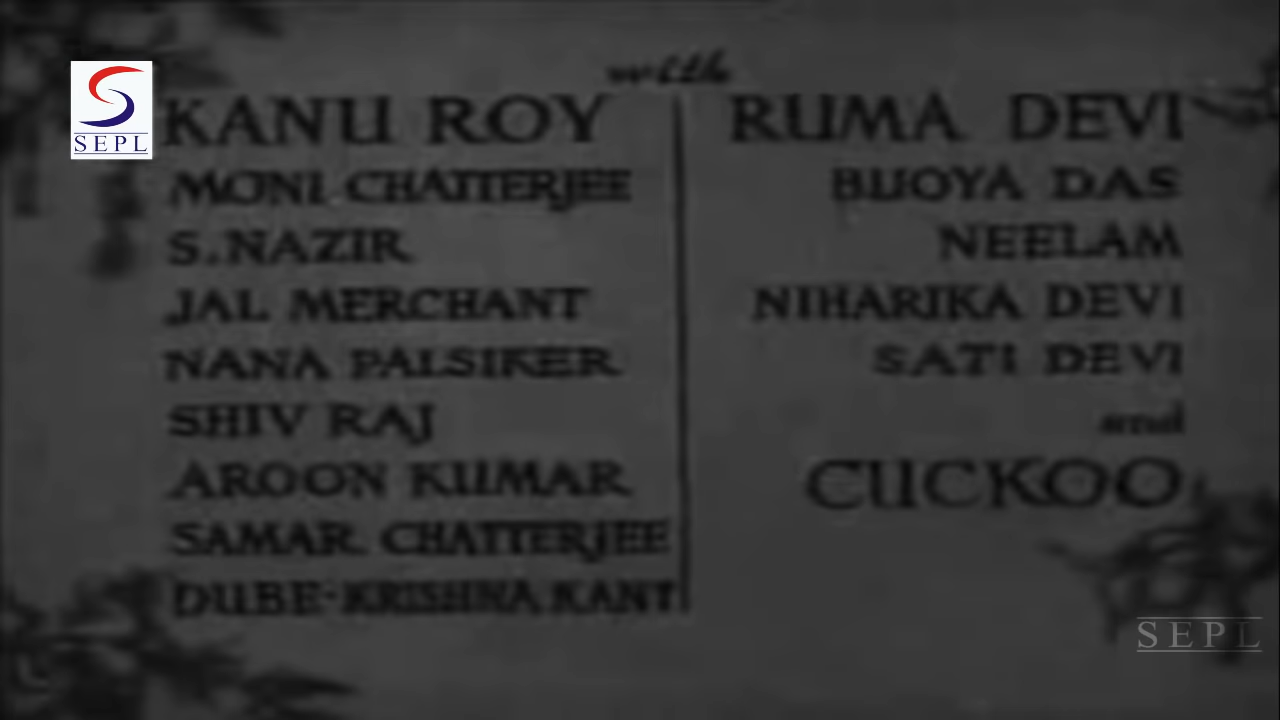 with
KANU ROY
MONI CHATTERJEE
S. NAZIR
JAL MERCHANT
NANA PALSIKER
SHIV RAJ
AROON KUMAR
SAMAR CHATTERJEE
DUBE-KRISHNA KANT
RUMA DEVI
BIJOYA DAS
NEELAM
NIHARIKA DEVI
SATI DEVI
and
CUCKOO
SEPL
SEPL